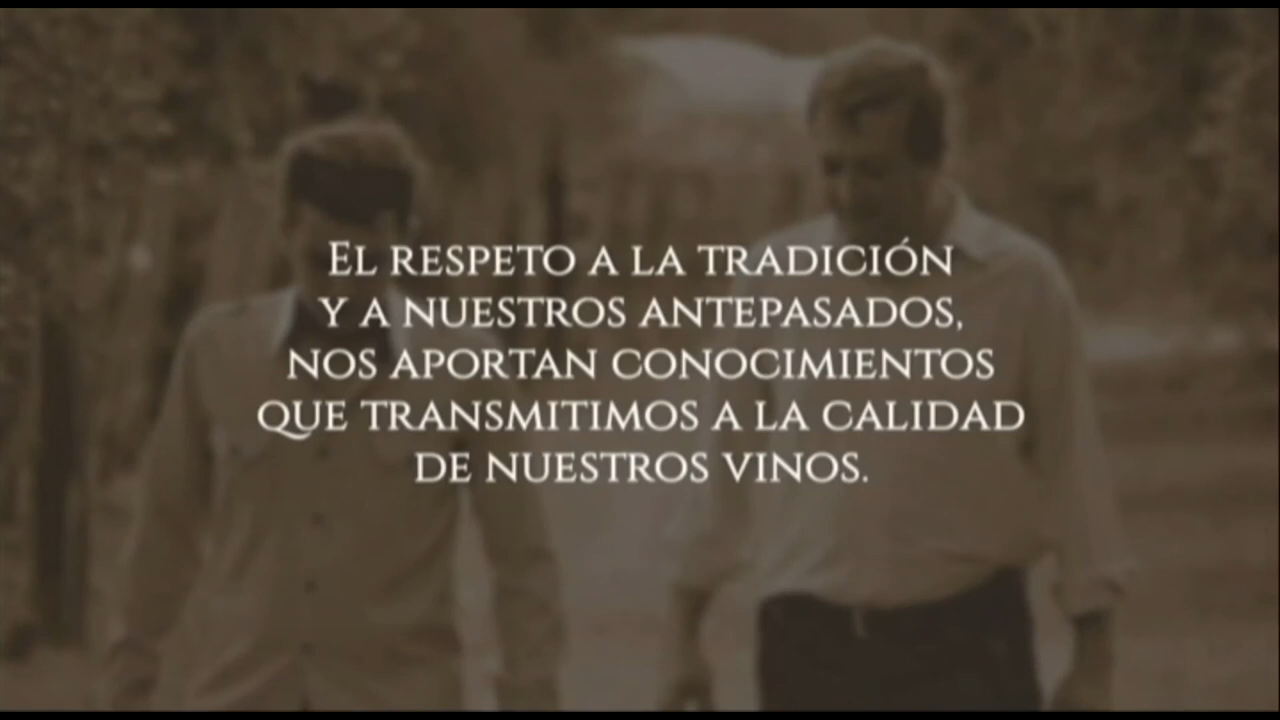 El respeto a la tradición
y a nuestros antepasados,
nos aportan conocimientos
que transmitimos a la calidad
de nuestros vinos.